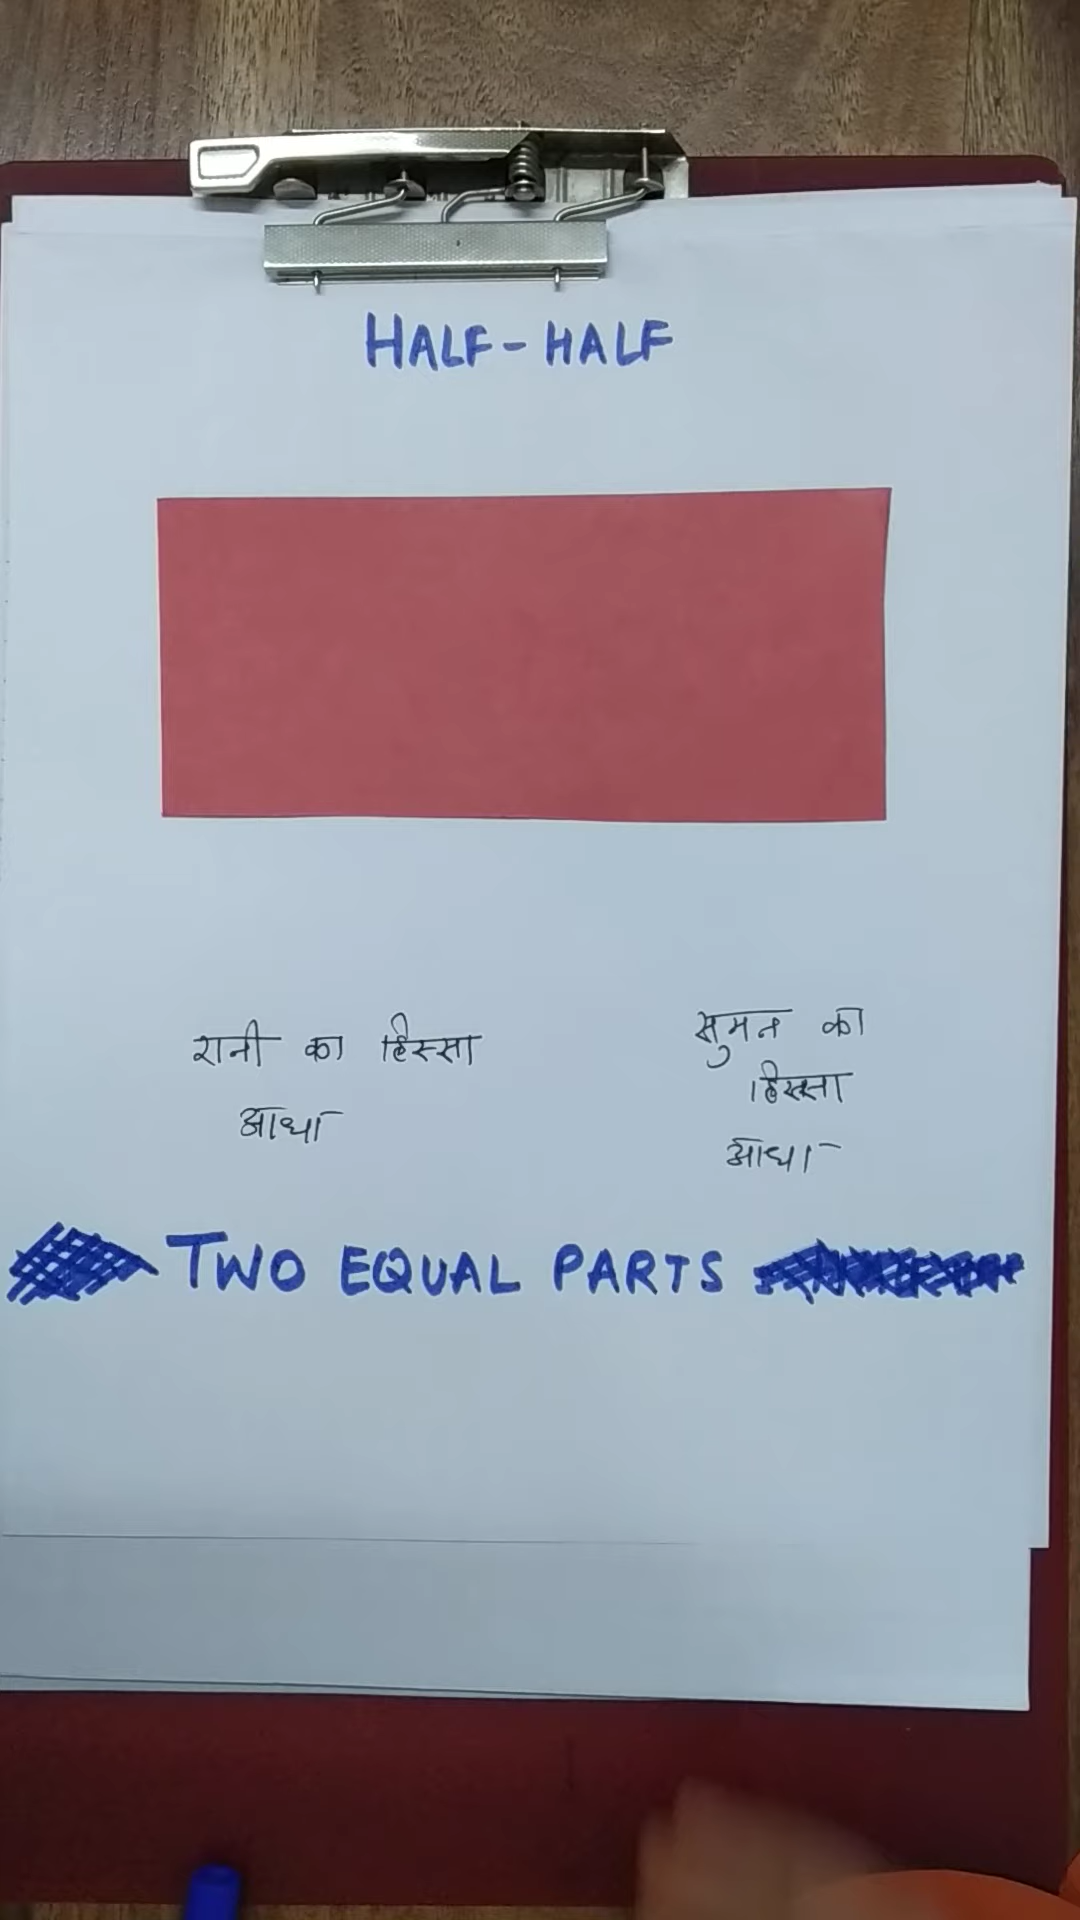 HALF-HALF
रानी का हिस्सा
आधा
सुमन का
हिस्सा
आधा
TWO EQUAL PARTS